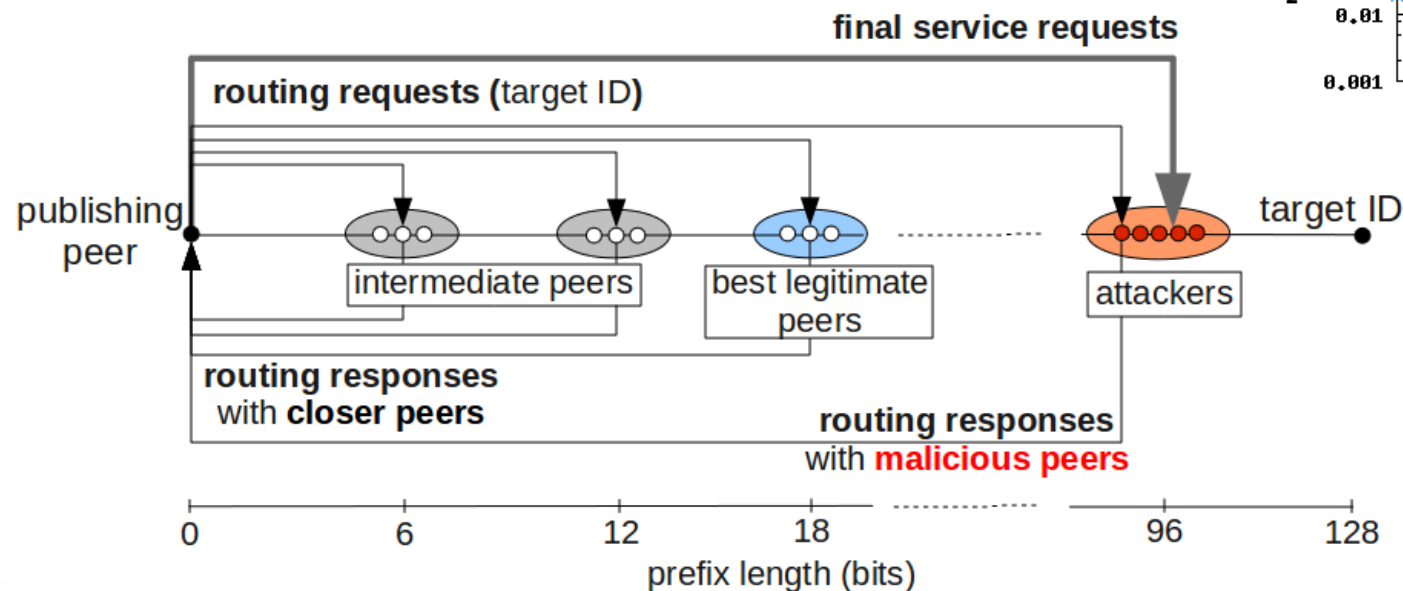 0.01
final service requests
0.001
routing requests (target ID)
publishing
peer
target ID
intermediate peers
best legitimate
peers
attackers
routing responses
with closer peers
routing responses
with malicious peers
0
6
12
18
96
128
prefix length (bits)